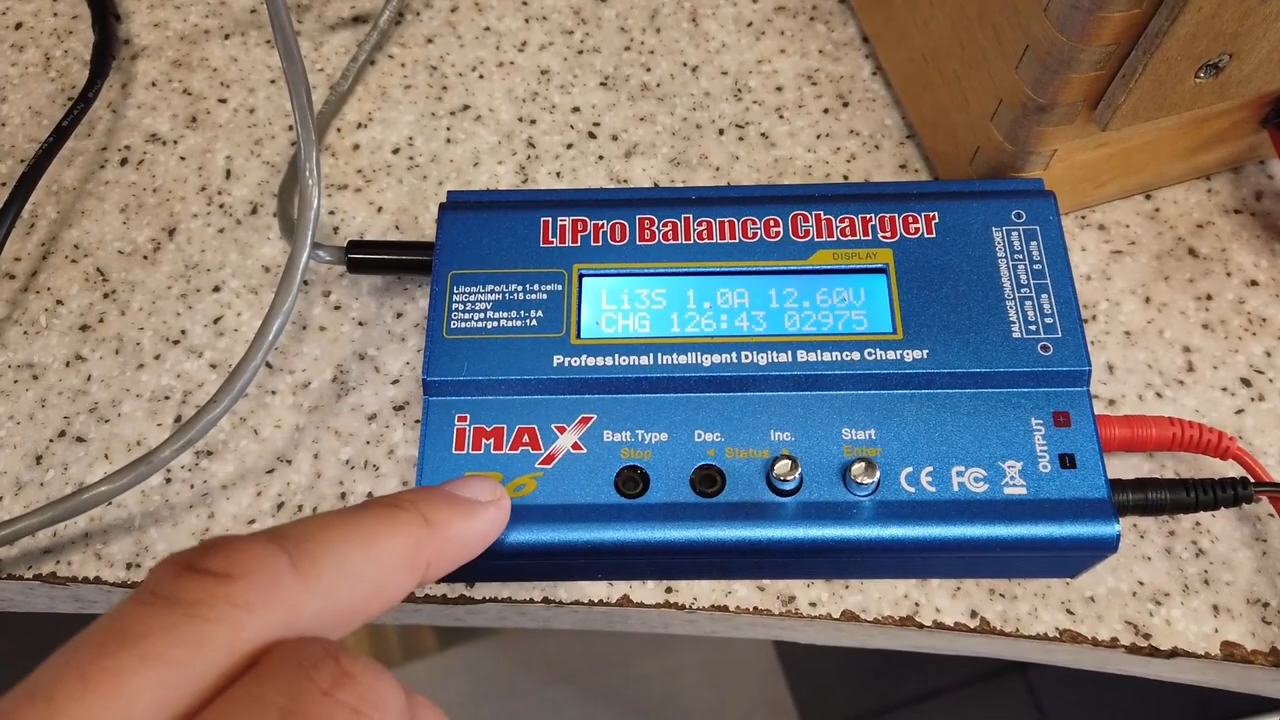 LiPro Balance Charger
DISPLAY
LiIon/LiPo/LiFe 1-6 cells
NiCd/NiMH 1-15 cells
Pb 2-20V
Charge Rate:0.1-5A
Discharge Rate:1A
Li3S 1.0A 12.60V
CHG 126:43 02975
Professional Intelligent Digital Balance Charger
BALANCE CHARGING SOCKET
2 cells
3 cells
4 cells
5 cells
6 cells
iMAX
Batt.Type
Dec.
Inc.
Start
Stop
◄ Status ►
Enter
CE FC
OUTPUT
+
-